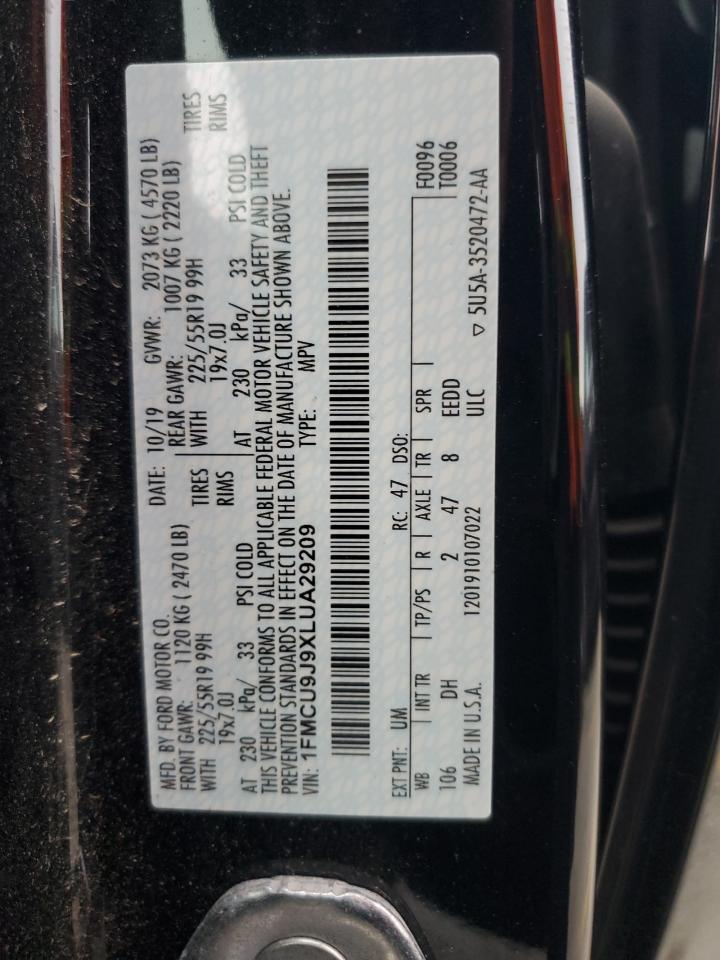 MFD. BY FORD MOTOR CO. DATE: 10/19 GVWR: 2073 KG ( 4570 LB)
FRONT GAWR: 1120 KG ( 2470 LB) REAR GAWR: 1007 KG ( 2220 LB)
WITH 225/55R19 99H TIRES WITH 225/55R19 99H TIRES
19x7.0J RIMS 19x7.0J RIMS
AT 230 kPa/ 33 PSI COLD AT 230 kPa/ 33 PSI COLD
THIS VEHICLE CONFORMS TO ALL APPLICABLE FEDERAL MOTOR VEHICLE SAFETY AND THEFT
PREVENTION STANDARDS IN EFFECT ON THE DATE OF MANUFACTURE SHOWN ABOVE.
VIN: 1FMCU9J9XLUA29209 TYPE: MPV
EXT PNT: UM RC: 47 DSO: F0096
WB INT TR TP/PS R AXLE TR SPR T0006
106 DH 2 47 8 EEDD
MADE IN U.S.A. 1201910107022 ULC ▽ 5U5A-3520472-AA